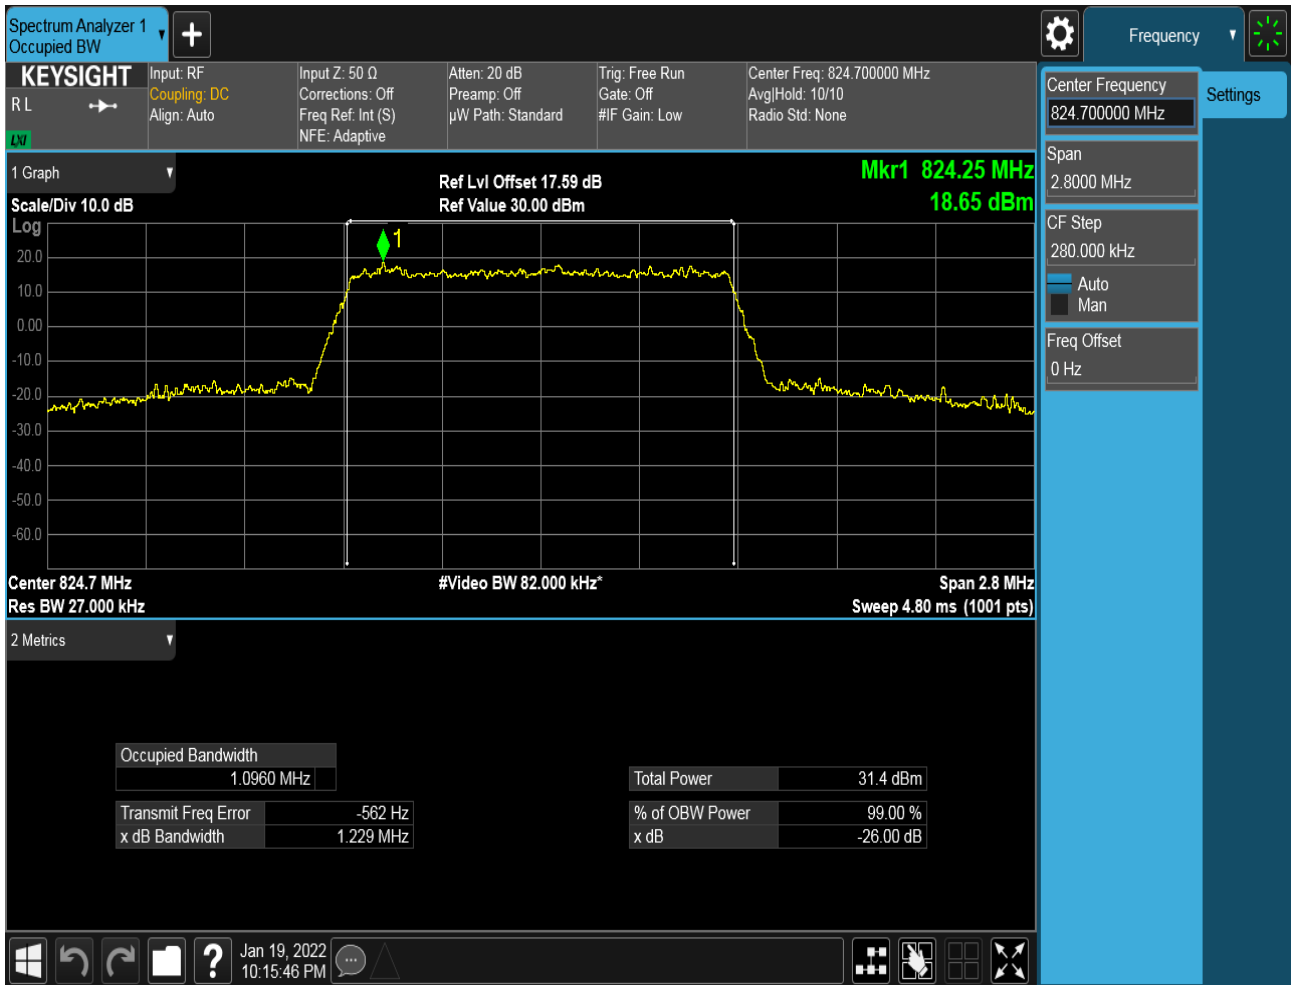 Spectrum Analyzer 1
Occupied BW
+
Frequency
KEYSIGHT
R L
LXI
Input: RF
Coupling: DC
Align: Auto
Input Z: 50 Ω
Corrections: Off
Freq Ref: Int (S)
NFE: Adaptive
Atten: 20 dB
Preamp: Off
µW Path: Standard
Trig: Free Run
Gate: Off
#IF Gain: Low
Center Freq: 824.700000 MHz
Avg|Hold: 10/10
Radio Std: None
Center Frequency
824.700000 MHz
Settings
Span
2.8000 MHz
CF Step
280.000 kHz
Auto
Man
Freq Offset
0 Hz
1 Graph
Scale/Div 10.0 dB
Ref Lvl Offset 17.59 dB
Ref Value 30.00 dBm
Mkr1 824.25 MHz
18.65 dBm
Log
1
20.0
10.0
0.00
-10.0
-20.0
-30.0
-40.0
-50.0
-60.0
Center 824.7 MHz
#Video BW 82.000 kHz*
Span 2.8 MHz
Res BW 27.000 kHz
Sweep 4.80 ms (1001 pts)
2 Metrics
Occupied Bandwidth
1.0960 MHz
Total Power 31.4 dBm
Transmit Freq Error -562 Hz
% of OBW Power 99.00 %
x dB Bandwidth 1.229 MHz
x dB -26.00 dB
?
Jan 19, 2022
10:15:46 PM